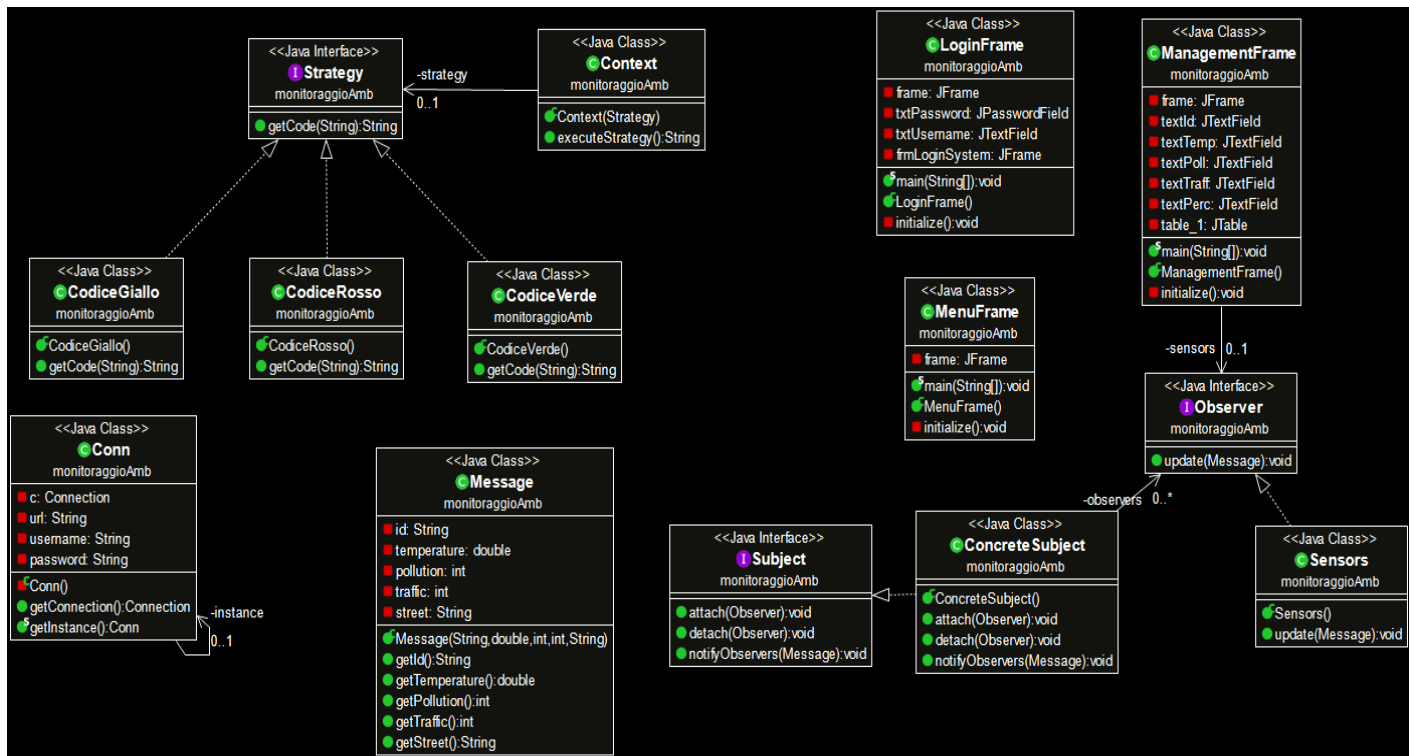 <<Java Interface>>
Strategy
monitoraggioAmb
getCode(String):String
-strategy
0..1
<<Java Class>>
Context
monitoraggioAmb
Context(Strategy)
executeStrategy():String
<<Java Class>>
LoginFrame
monitoraggioAmb
frame: JFrame
txtPassword: JPasswordField
txtUsername: JTextField
frmLoginSystem: JFrame
main(String[]):void
LoginFrame()
initialize():void
<<Java Class>>
ManagementFrame
monitoraggioAmb
frame: JFrame
textId: JTextField
textTemp: JTextField
textPoll: JTextField
textTraff: JTextField
textPerc: JTextField
table_1: JTable
main(String[]):void
ManagementFrame()
initialize():void
<<Java Class>>
CodiceGiallo
monitoraggioAmb
CodiceGiallo()
getCode(String):String
<<Java Class>>
CodiceRosso
monitoraggioAmb
CodiceRosso()
getCode(String):String
<<Java Class>>
CodiceVerde
monitoraggioAmb
CodiceVerde()
getCode(String):String
<<Java Class>>
MenuFrame
monitoraggioAmb
frame: JFrame
main(String[]):void
MenuFrame()
initialize():void
-sensors
0..1
<<Java Interface>>
Observer
monitoraggioAmb
update(Message):void
<<Java Class>>
Conn
monitoraggioAmb
c: Connection
url: String
username: String
password: String
Conn()
getConnection():Connection
getInstance():Conn
-instance
0..1
<<Java Class>>
Message
monitoraggioAmb
id: String
temperature: double
pollution: int
traffic: int
street: String
Message(String,double,int,int,String)
getId():String
getTemperature():double
getPollution():int
getTraffic():int
getStreet():String
<<Java Interface>>
Subject
monitoraggioAmb
attach(Observer):void
detach(Observer):void
notifyObservers(Message):void
-observers
0..*
<<Java Class>>
ConcreteSubject
monitoraggioAmb
ConcreteSubject()
attach(Observer):void
detach(Observer):void
notifyObservers(Message):void
<<Java Class>>
Sensors
monitoraggioAmb
Sensors()
update(Message):void